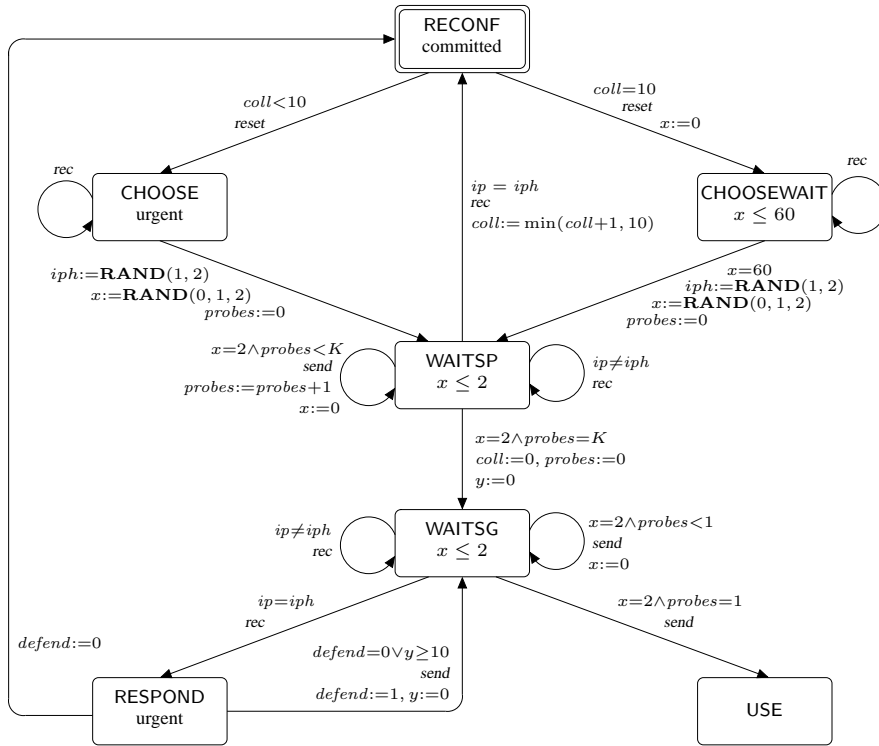 RECONF
committed
coll<10
reset
coll=10
reset
x:=0
rec
CHOOSE
urgent
ip = iph
rec
coll:= min(coll+1, 10)
CHOOSEWAIT
x ≤ 60
rec
iph:=RAND(1, 2)
x:=RAND(0, 1, 2)
probes:=0
x=60
iph:=RAND(1, 2)
x:=RAND(0, 1, 2)
probes:=0
x=2∧probes<K
send
probes:=probes+1
x:=0
WAITSP
x ≤ 2
ip≠iph
rec
x=2∧probes=K
coll:=0, probes:=0
y:=0
ip≠iph
rec
WAITSG
x ≤ 2
x=2∧probes<1
send
x:=0
ip=iph
rec
x=2∧probes=1
send
defend:=0
defend=0∨y≥10
send
defend:=1, y:=0
RESPOND
urgent
USE